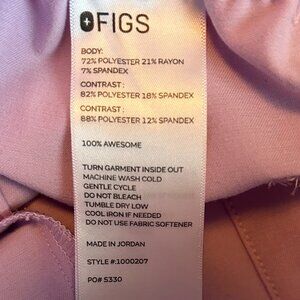 FIGS
BODY:
72% POLYESTER 21% RAYON
7% SPANDEX
CONTRAST :
82% POLYESTER 18% SPANDEX
CONTRAST :
88% POLYESTER 12% SPANDEX
100% AWESOME
TURN GARMENT INSIDE OUT
MACHINE WASH COLD
GENTLE CYCLE
DO NOT BLEACH
TUMBLE DRY LOW
COOL IRON IF NEEDED
DO NOT USE FABRIC SOFTENER
MADE IN JORDAN
STYLE #:1000207
PO# 5330